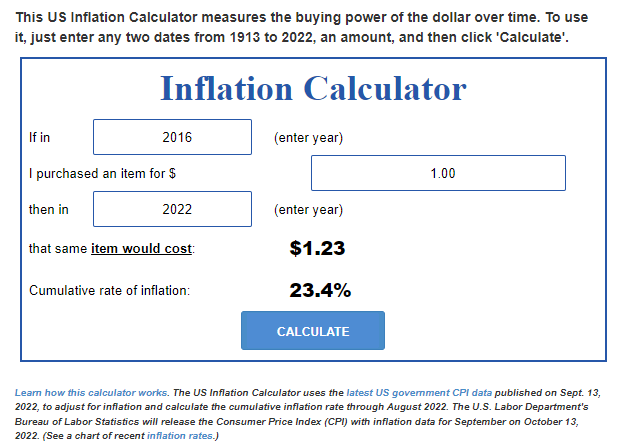 This US Inflation Calculator measures the buying power of the dollar over time. To use
it, just enter any two dates from 1913 to 2022, an amount, and then click 'Calculate'.
Inflation Calculator
If in 2016 (enter year)
I purchased an item for $ 1.00
then in 2022 (enter year)
that same item would cost: $1.23
Cumulative rate of inflation: 23.4%
CALCULATE
Learn how this calculator works. The US Inflation Calculator uses the latest US government CPI data published on Sept. 13,
2022, to adjust for inflation and calculate the cumulative inflation rate through August 2022. The U.S. Labor Department's
Bureau of Labor Statistics will release the Consumer Price Index (CPI) with inflation data for September on October 13,
2022. (See a chart of recent inflation rates.)